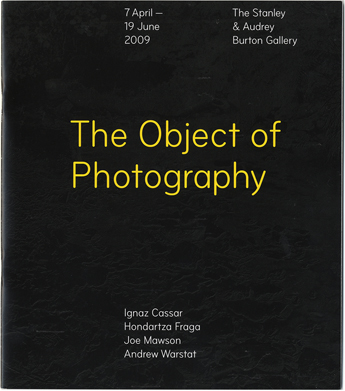 7 April —
19 June
2009
The Stanley
& Audrey
Burton Gallery
The Object of
Photography
Ignaz Cassar
Hondartza Fraga
Joe Mawson
Andrew Warstat